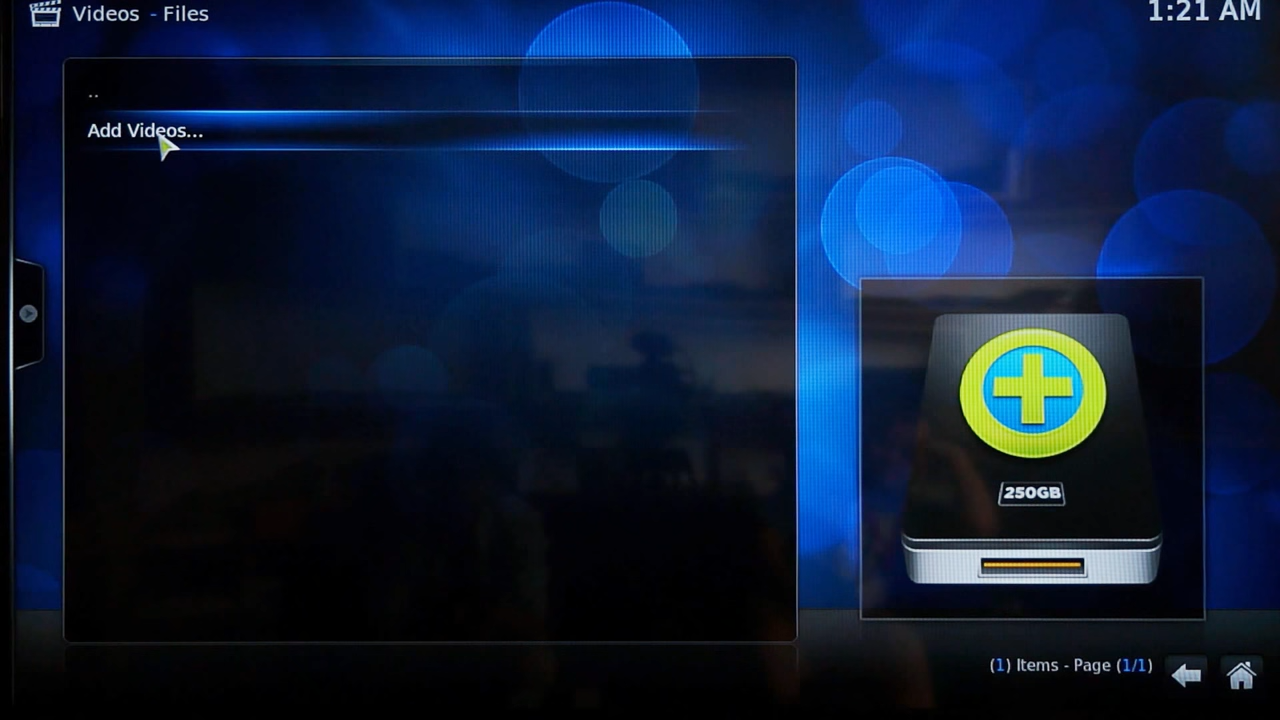 Videos - Files
1:21 AM
..
Add Videos...
250GB
(1) Items - Page (1/1)